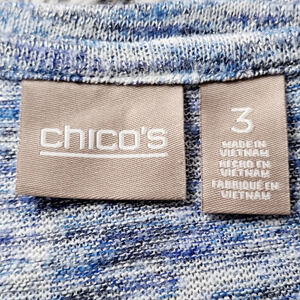 chico's
3
MADE IN
VIETNAM
HECHO EN
VIETNAM
FABRIQUÉ EN
VIETNAM